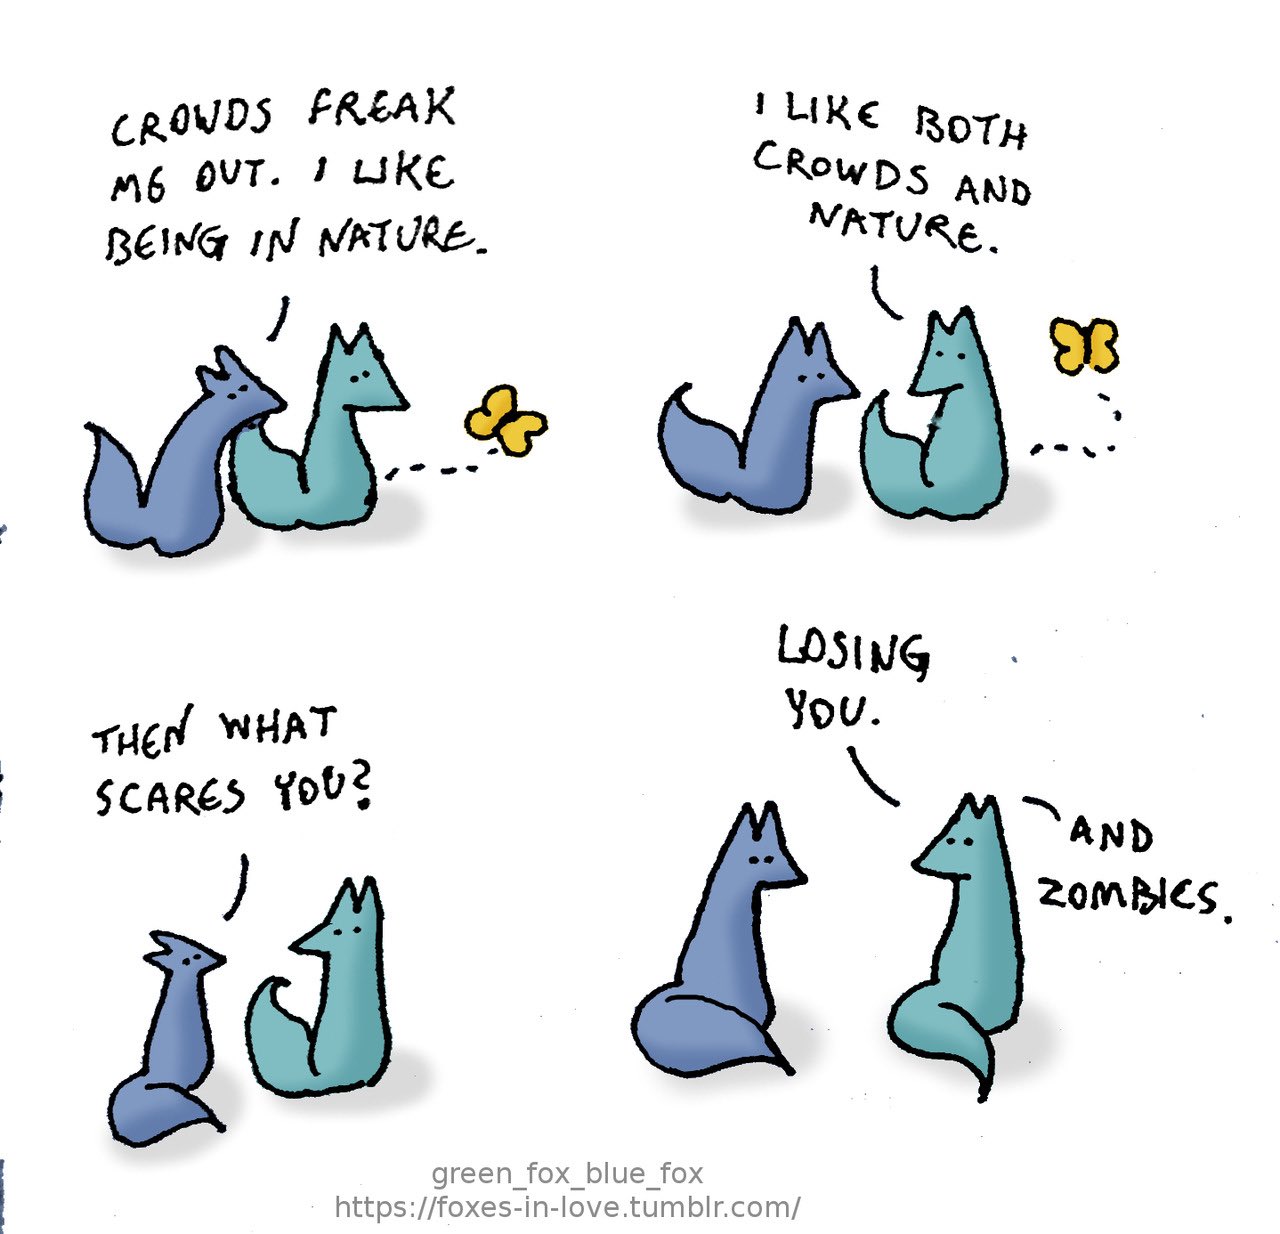 CROWDS FREAK
ME OUT. I LIKE
BEING IN NATURE.
I LIKE BOTH
CROWDS AND
NATURE.
THEN WHAT
SCARES YOU?
LOSING
YOU.
AND
ZOMBIES.
green_fox_blue_fox
https://foxes-in-love.tumblr.com/